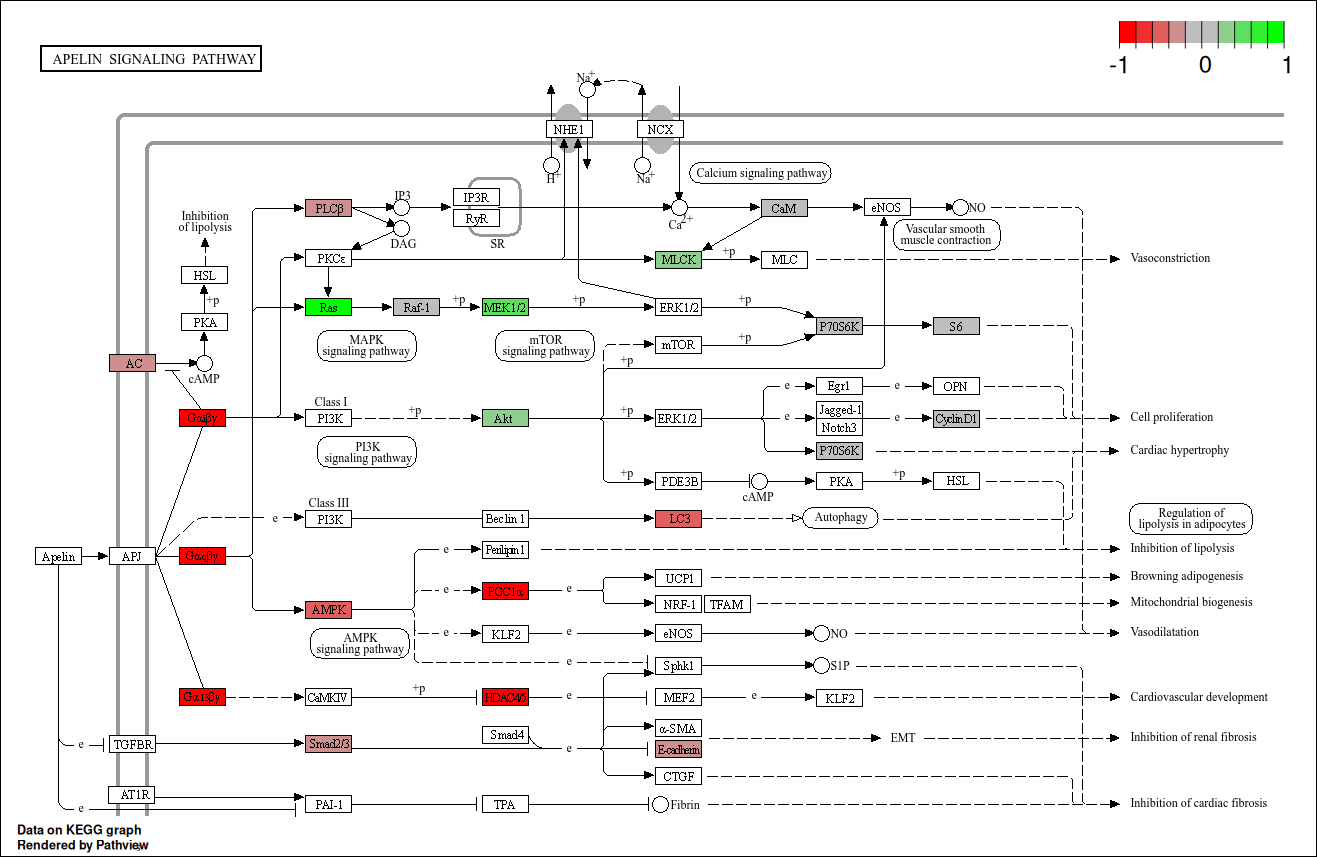 APELIN SIGNALING PATHWAY
-1 0 1
Na+
NHE1
NCX
H+
Na+
Calcium signaling pathway
Inhibition
of lipolysis
PLCβ
IP3
IP3R
RyR
SR
DAG
Ca2+
CaM
eNOS
NO
Vascular smooth
muscle contraction
HSL
PKCε
MLCK
+p
MLC
Vasoconstriction
+p
PKA
Ras
Raf-1
+p
MEK1/2
+p
ERK1/2
+p
P70S6K
S6
MAPK
signaling pathway
mTOR
signaling pathway
mTOR
+p
+p
AC
cAMP
Egr1
e
e
OPN
Gαiβγ
Class I
PI3K
+p
Akt
+p
ERK1/2
e
Jagged-1
Notch3
e
CyclinD1
Cell proliferation
PI3K
signaling pathway
e
P70S6K
Cardiac hypertrophy
+p
PDE3B
cAMP
PKA
+p
HSL
Class III
e
PI3K
Beclin 1
LC3
Autophagy
Regulation of
lipolysis in adipocytes
Apelin
APJ
Gαqβγ
e
Perilipin1
Inhibition of lipolysis
UCP1
Browning adipogenesis
e
PGC1α
e
NRF-1
TFAM
Mitochondrial biogenesis
AMPK
AMPK
signaling pathway
e
KLF2
e
eNOS
NO
Vasodilatation
e
Sphk1
S1P
Gα13βγ
CaMKIV
+p
HDAC4/5
e
MEF2
e
KLF2
Cardiovascular development
α-SMA
EMT
Inhibition of renal fibrosis
e
TGFBR
Smad2/3
Smad4
e
E-cadherin
CTGF
AT1R
e
PAI-1
TPA
Fibrin
Inhibition of cardiac fibrosis
Data on KEGG graph
Rendered by Pathview